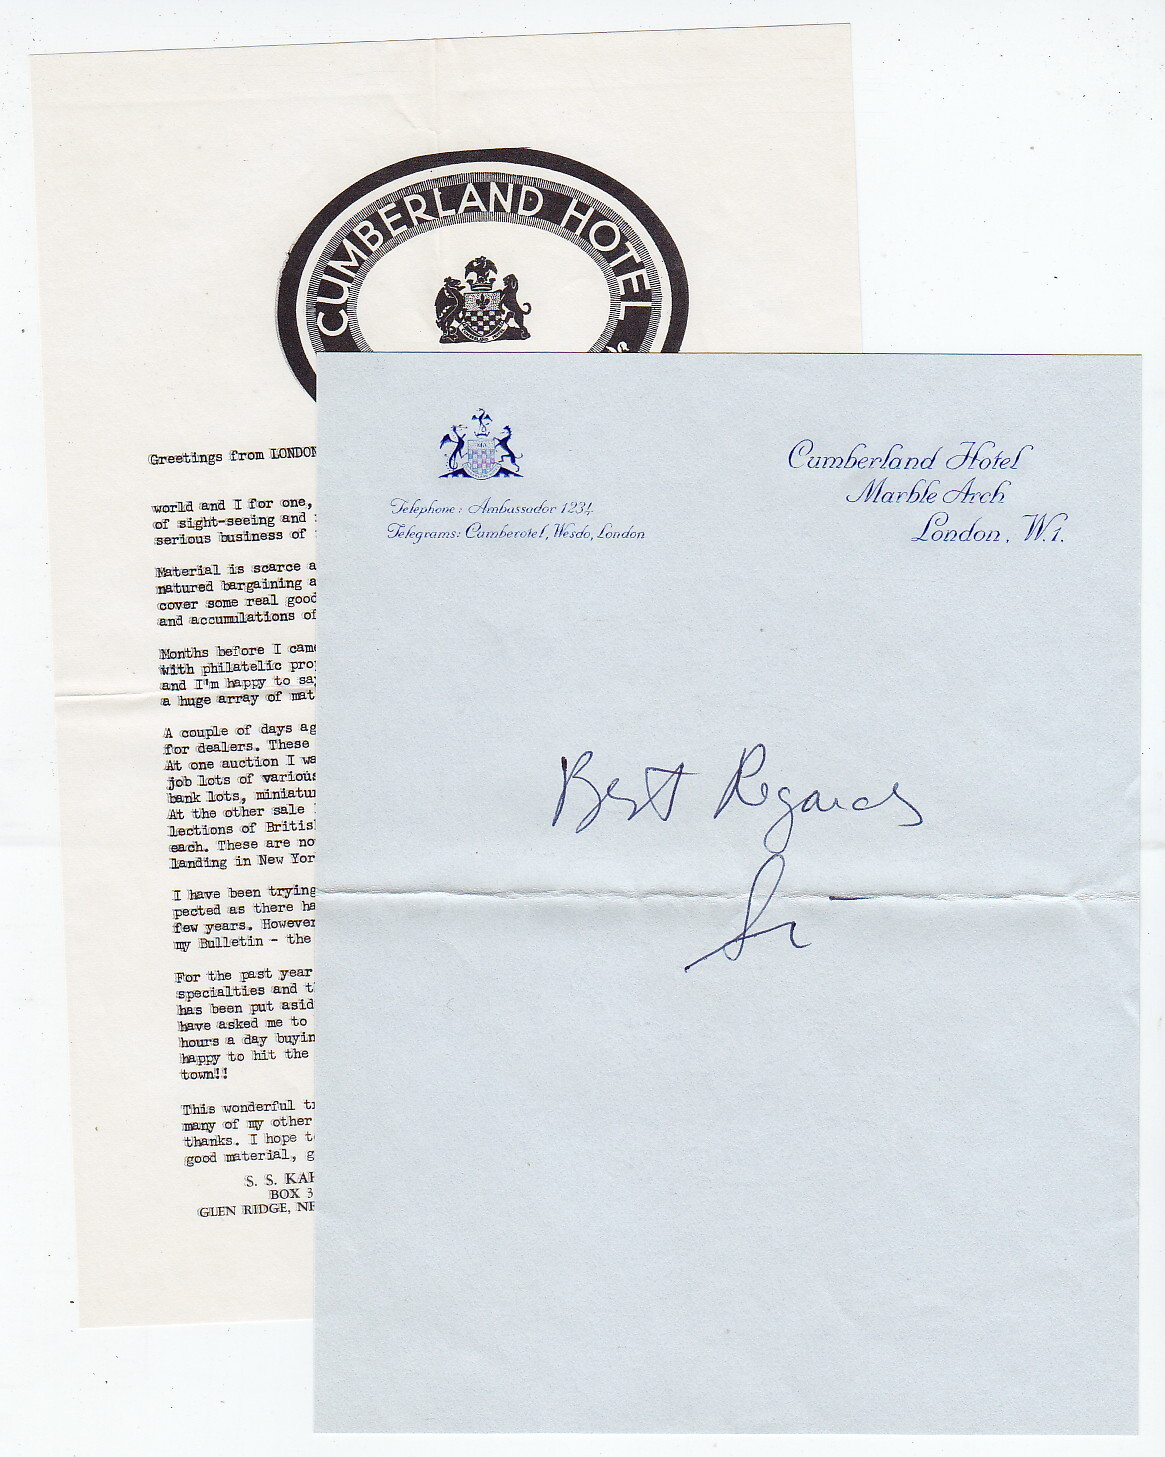 CUMBERLAND HOTEL
Greetings from LONDON
world and I for one,
of sight-seeing and
serious business of
Material is scarce a
natured bargaining a
cover some real good
and accumulations of
Months before I came
with philatelic pro
and I'm happy to say
a huge array of mat
A couple of days ag
for dealers. These
At one auction I wa
job lots of various
bank lots, miniatu
At the other sale
lections of British
each. These are no
landing in New Yor
I have been trying
pected as there ha
few years. However
my Bulletin - the
For the past year
specialties and t
has been put asid
have asked me to
hours a day buyin
happy to hit the
town!!
This wonderful tr
many of my other
thanks. I hope t
good material, g
S. S. KAH
BOX 3
GLEN RIDGE, NE
Telephone: Ambassador 1234
Telegrams: Cumberotel, Wesdo, London
Cumberland Hotel
Marble Arch
London, W.1.
Best Regards